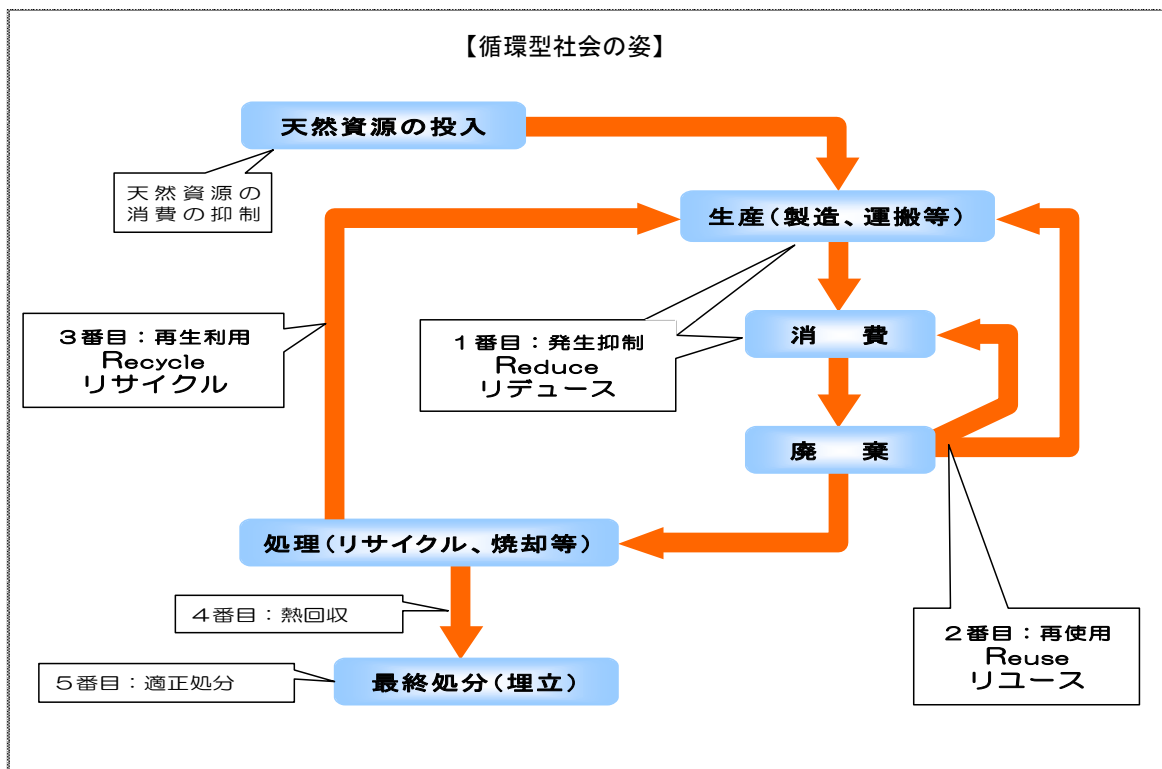 【循環型社会の姿】
天然資源の投入
天然資源の
消費の抑制
生産(製造、運搬等)
3番目:再生利用
Recycle
リサイクル
1番目:発生抑制
Reduce
リデュース
消　費
廃　棄
処理(リサイクル、焼却等)
4番目:熱回収
2番目:再使用
Reuse
リユース
5番目:適正処分
最終処分(埋立)